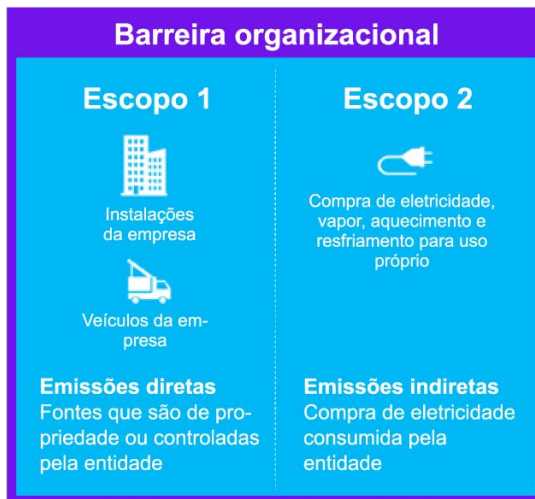 Barreira organizacional
Escopo 1
Instalações
da empresa
Veículos da em-
presa
Emissões diretas
Fontes que são de pro-
priedade ou controladas
pela entidade
Escopo 2
Compra de eletricidade,
vapor, aquecimento e
resfriamento para uso
próprio
Emissões indiretas
Compra de eletricidade
consumida pela
entidade